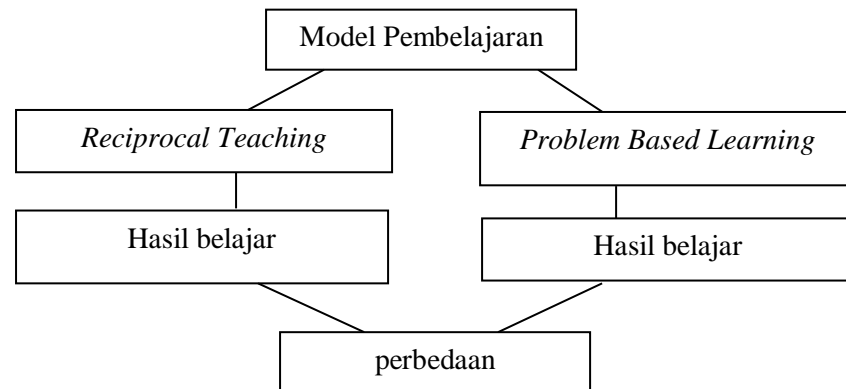 Model Pembelajaran
Reciprocal Teaching
Problem Based Learning
Hasil belajar
Hasil belajar
perbedaan